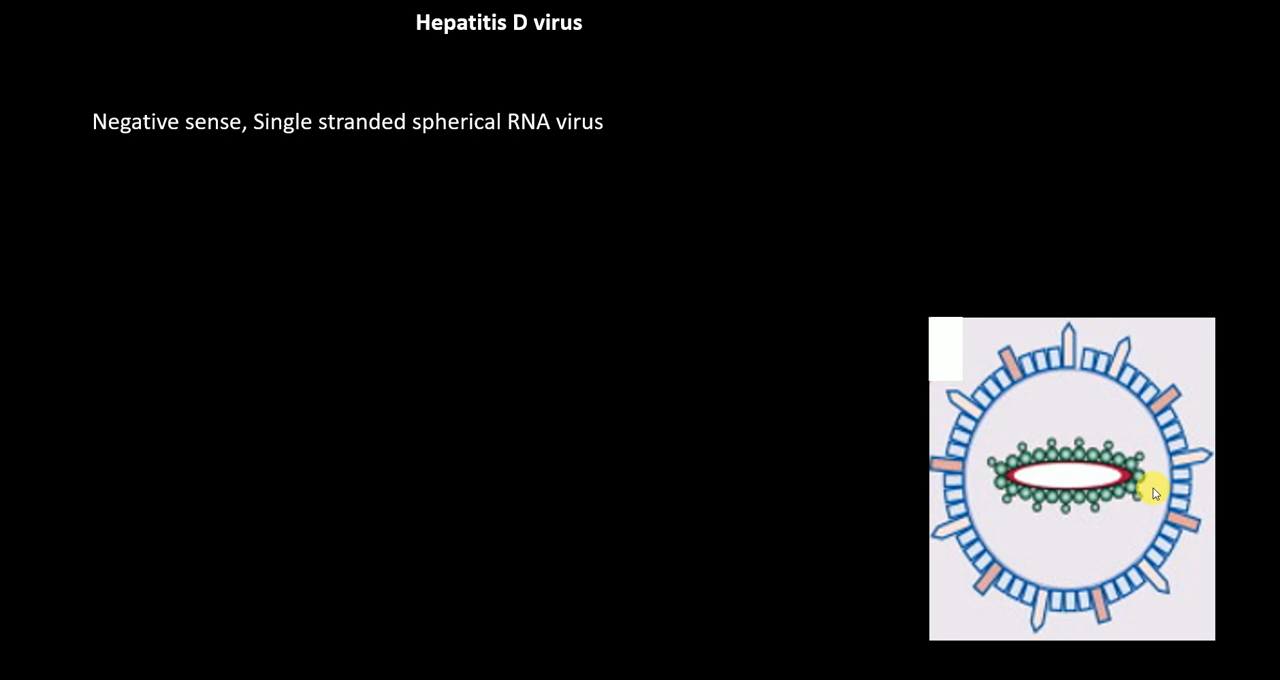 Hepatitis D virus
Negative sense, Single stranded spherical RNA virus